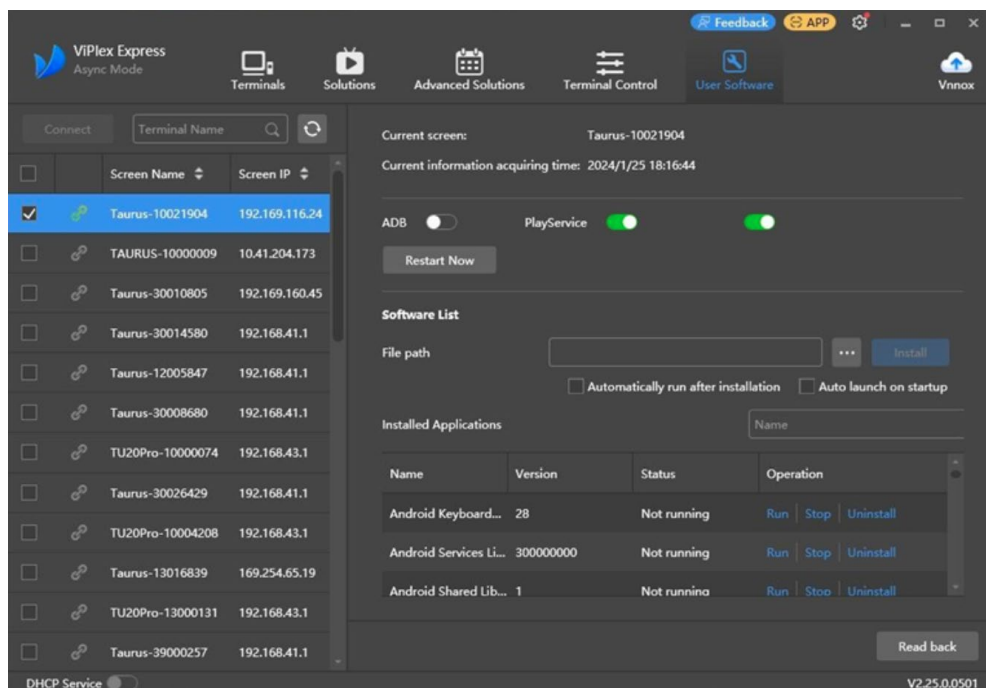 Feedback APP
ViPlex Express
Async Mode
Terminals Solutions Advanced Solutions Terminal Control User Software Vnnox
Connect Terminal Name
Screen Name Screen IP
Taurus-10021904 192.169.116.24
TAURUS-10000009 10.41.204.173
Taurus-30010805 192.169.160.45
Taurus-30014580 192.168.41.1
Taurus-12005847 192.168.41.1
Taurus-30008680 192.168.41.1
TU20Pro-10000074 192.168.43.1
Taurus-30026429 192.168.41.1
TU20Pro-10004208 192.168.43.1
Taurus-13016839 169.254.65.19
TU20Pro-13000131 192.168.43.1
Taurus-39000257 192.168.41.1
DHCP Service
Current screen: Taurus-10021904
Current information acquiring time: 2024/1/25 18:16:44
ADB PlayService
Restart Now
Software List
File path ... Install
Automatically run after installation Auto launch on startup
Installed Applications Name
Name Version Status Operation
Android Keyboard... 28 Not running Run Stop Uninstall
Android Services Li... 300000000 Not running Run Stop Uninstall
Android Shared Lib... 1 Not running Run Stop Uninstall
Read back
V2.25.0.0501